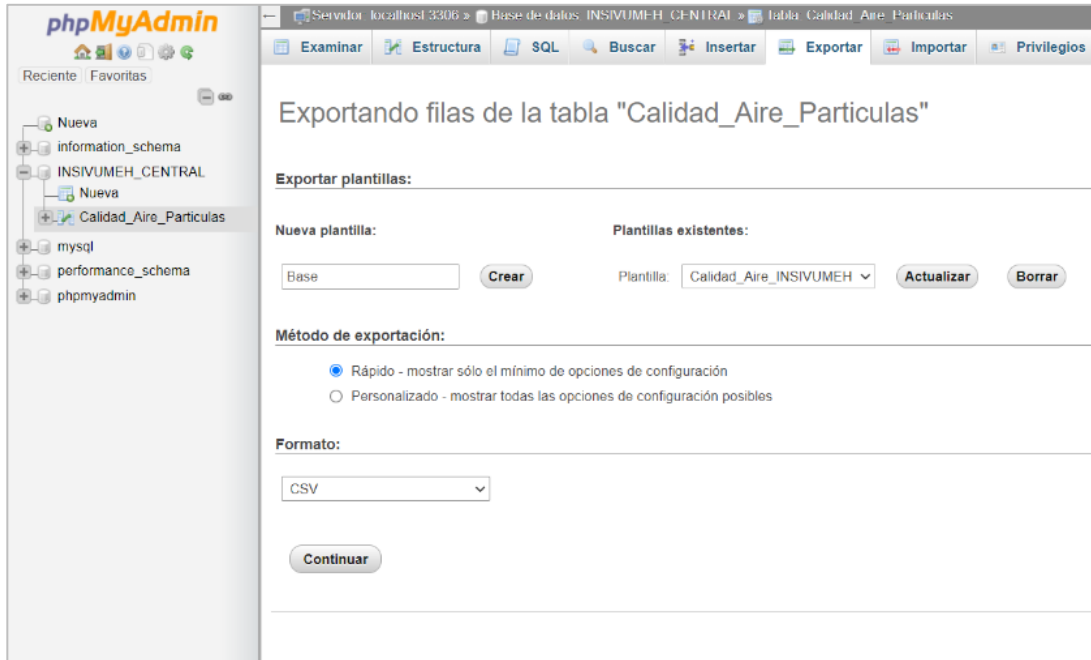 phpMyAdmin
Reciente Favoritas
Nueva
information_schema
INSIVUMEH_CENTRAL
Nueva
Calidad_Aire_Particulas
mysql
performance_schema
phpmyadmin
Servidor: localhost:3306 » Base de datos: INSIVUMEH_CENTRAL » Tabla: Calidad_Aire_Particulas
Examinar Estructura SQL Buscar Insertar Exportar Importar Privilegios
Exportando filas de la tabla "Calidad_Aire_Particulas"
Exportar plantillas:
Nueva plantilla: Plantillas existentes:
Base Crear Plantilla: Calidad_Aire_INSIVUMEH Actualizar Borrar
Método de exportación:
Rápido - mostrar sólo el mínimo de opciones de configuración
Personalizado - mostrar todas las opciones de configuración posibles
Formato:
CSV
Continuar